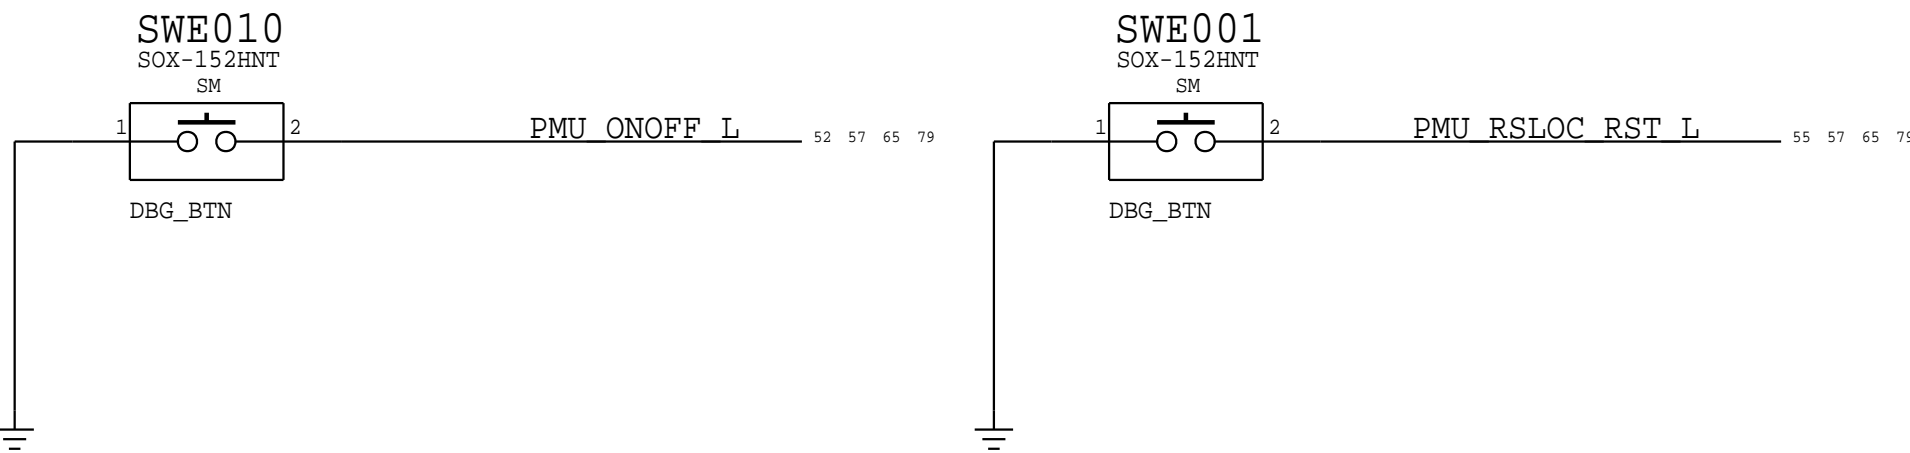 SWE010
SOX-152HNT
SM
1
2
PMU_ONOFF_L
52 57 65 79
DBG_BTN
SWE001
SOX-152HNT
SM
1
2
PMU_RSLOC_RST_L
55 57 65 79
DBG_BTN